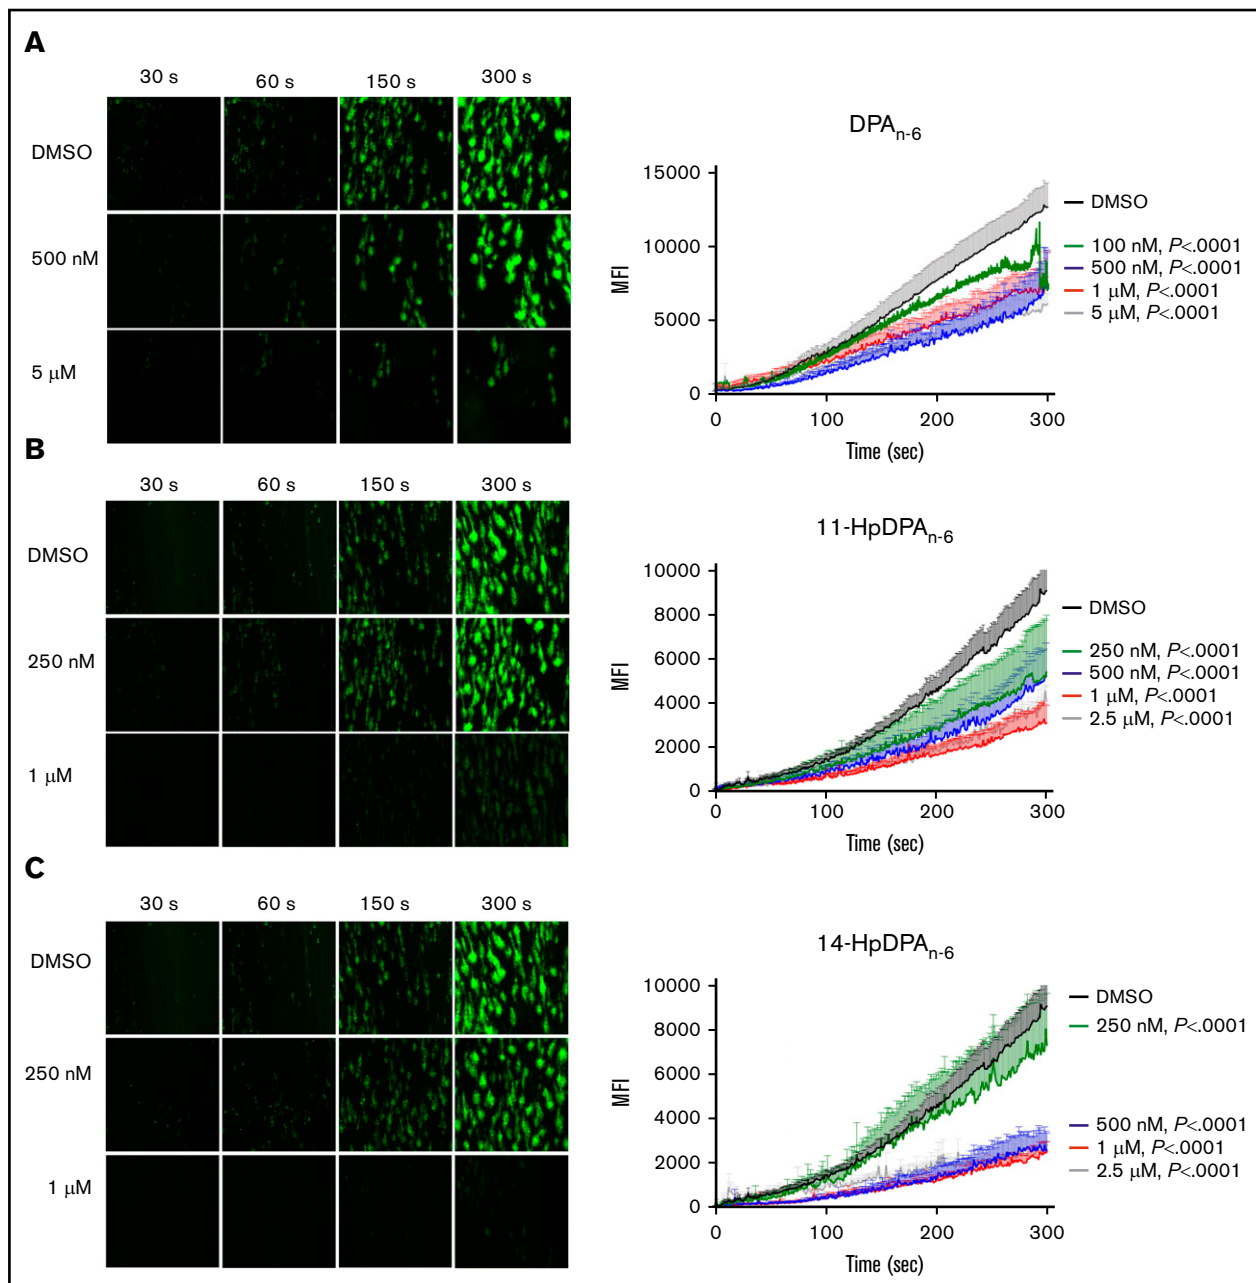 A
30 s 60 s 150 s 300 s
DMSO
500 nM
5 μM
DPAn-6
15000
10000
5000
0
MFI
0 100 200 300
Time (sec)
DMSO
100 nM, P<.0001
500 nM, P<.0001
1 μM, P<.0001
5 μM, P<.0001
B
30 s 60 s 150 s 300 s
DMSO
250 nM
1 μM
11-HpDPAn-6
10000
8000
6000
4000
2000
0
MFI
0 100 200 300
Time (sec)
DMSO
250 nM, P<.0001
500 nM, P<.0001
1 μM, P<.0001
2.5 μM, P<.0001
C
30 s 60 s 150 s 300 s
DMSO
250 nM
1 μM
14-HpDPAn-6
10000
8000
6000
4000
2000
0
MFI
0 100 200 300
Time (sec)
DMSO
250 nM, P<.0001
500 nM, P<.0001
1 μM, P<.0001
2.5 μM, P<.0001